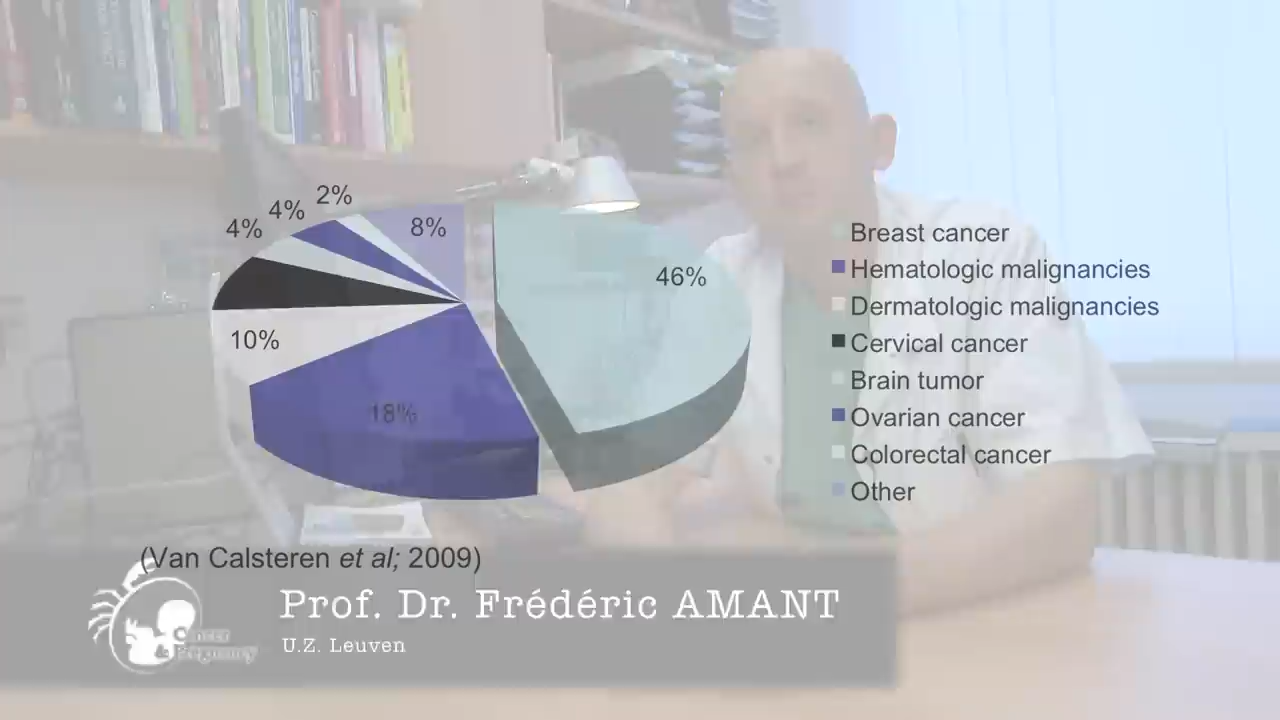 2%
4%
4%
8%
46%
10%
18%
Breast cancer
Hematologic malignancies
Dermatologic malignancies
Cervical cancer
Brain tumor
Ovarian cancer
Colorectal cancer
Other
(Van Calsteren et al; 2009)
Prof. Dr. Frédéric AMANT
U.Z. Leuven
Cancer
& Pregnancy